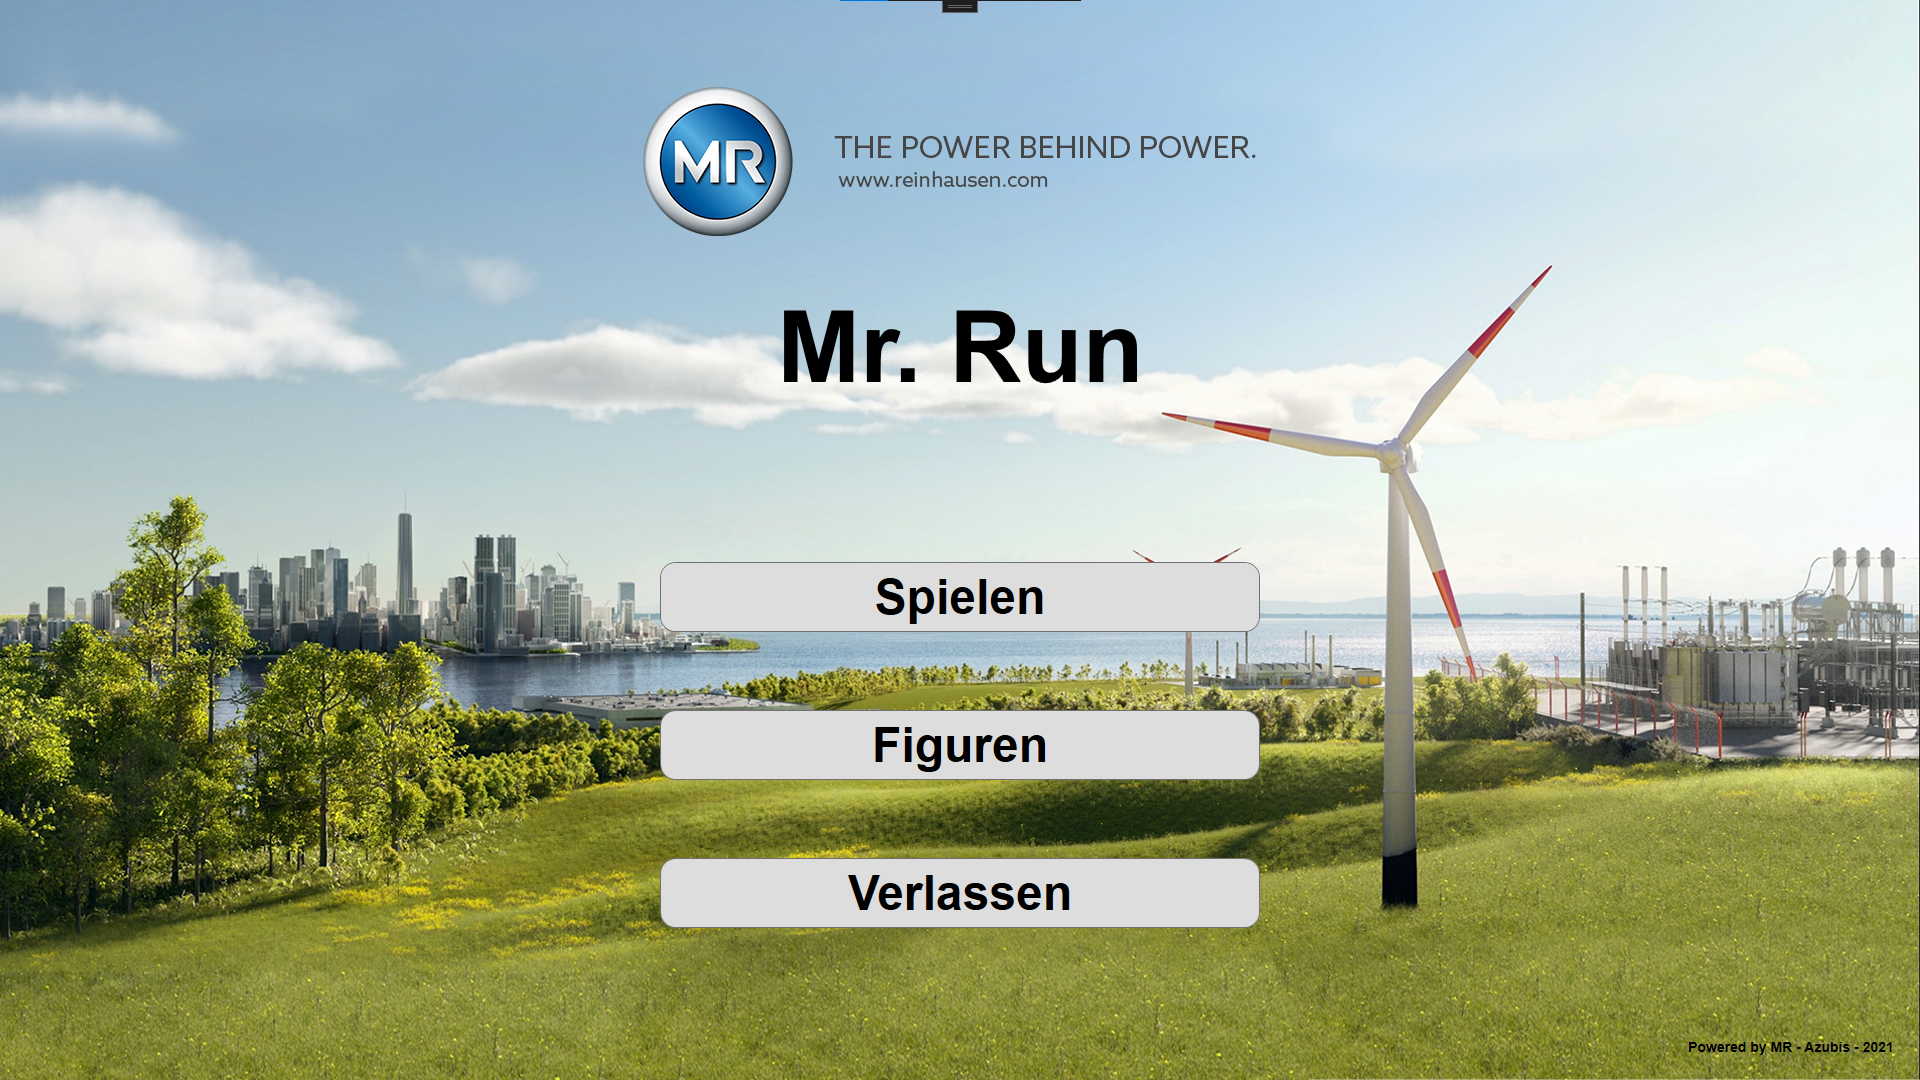 MR
THE POWER BEHIND POWER.
www.reinhausen.com
Mr. Run
Spielen
Figuren
Verlassen
Powered by MR - Azubis - 2021